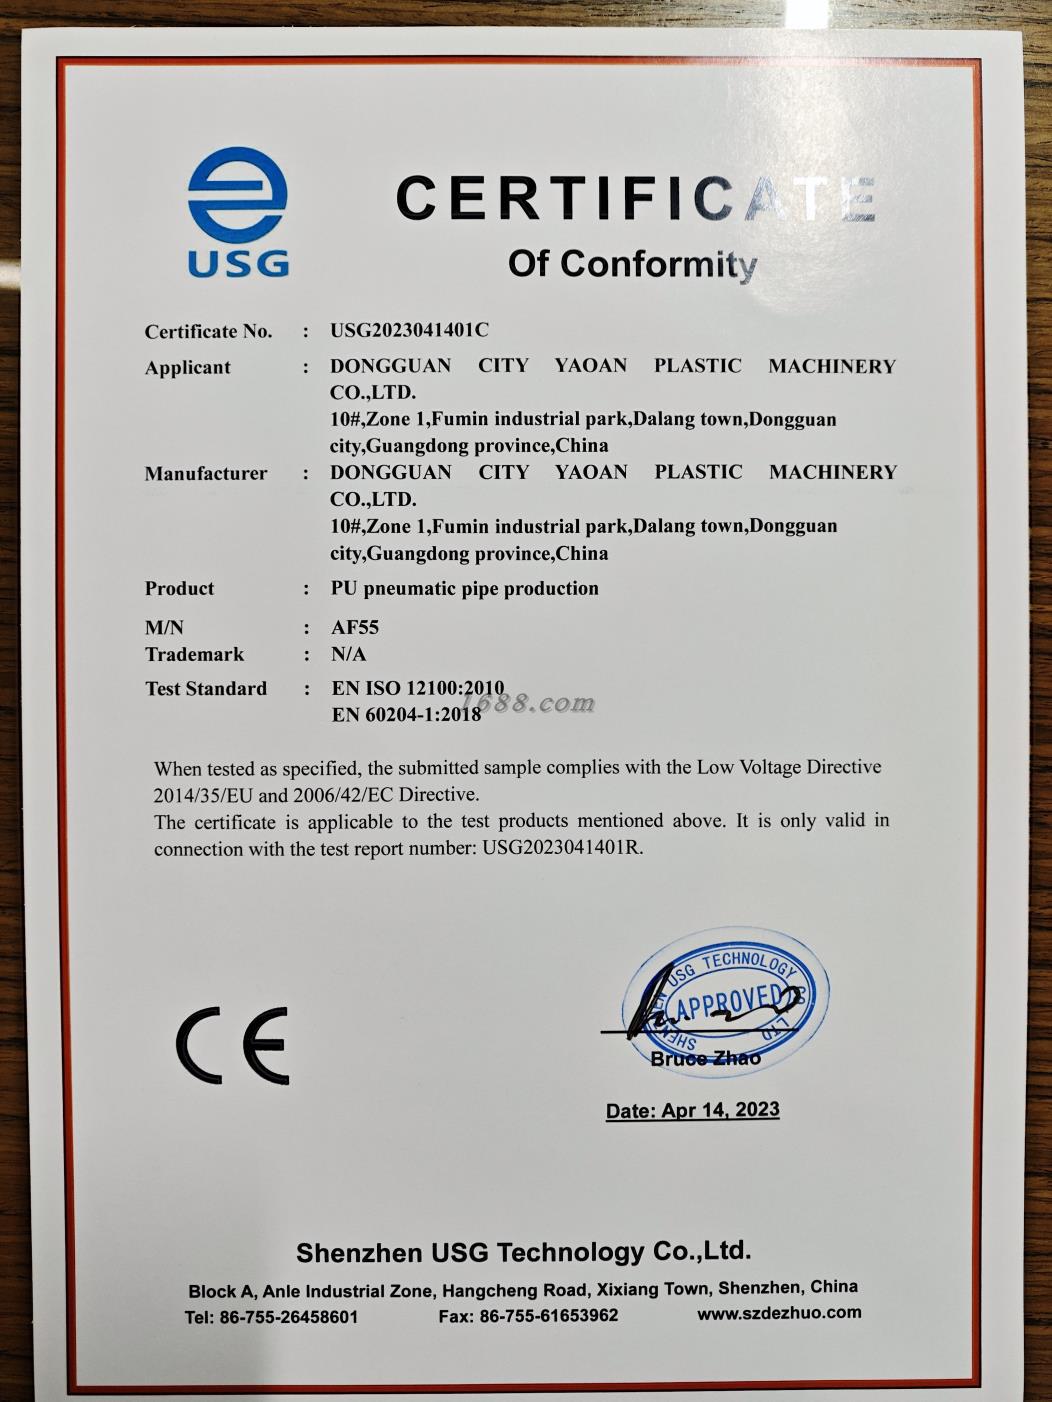 USG
CERTIFICATE
Of Conformity
Certificate No. : USG2023041401C
Applicant : DONGGUAN CITY YAOAN PLASTIC MACHINERY
CO.,LTD.
10#,Zone 1,Fumin industrial park,Dalang town,Dongguan
city,Guangdong province,China
Manufacturer : DONGGUAN CITY YAOAN PLASTIC MACHINERY
CO.,LTD.
10#,Zone 1,Fumin industrial park,Dalang town,Dongguan
city,Guangdong province,China
Product : PU pneumatic pipe production
M/N : AF55
Trademark : N/A
Test Standard : EN ISO 12100:2010
1688.com
EN 60204-1:2018
When tested as specified, the submitted sample complies with the Low Voltage Directive
2014/35/EU and 2006/42/EC Directive.
The certificate is applicable to the test products mentioned above. It is only valid in
connection with the test report number: USG2023041401R.
CE
SHENZHEN USG TECHNOLOGY CO LTD
APPROVED
Bruce Zhao
Date: Apr 14, 2023
Shenzhen USG Technology Co.,Ltd.
Block A, Anle Industrial Zone, Hangcheng Road, Xixiang Town, Shenzhen, China
Tel: 86-755-26458601 Fax: 86-755-61653962 www.szdezhuo.com